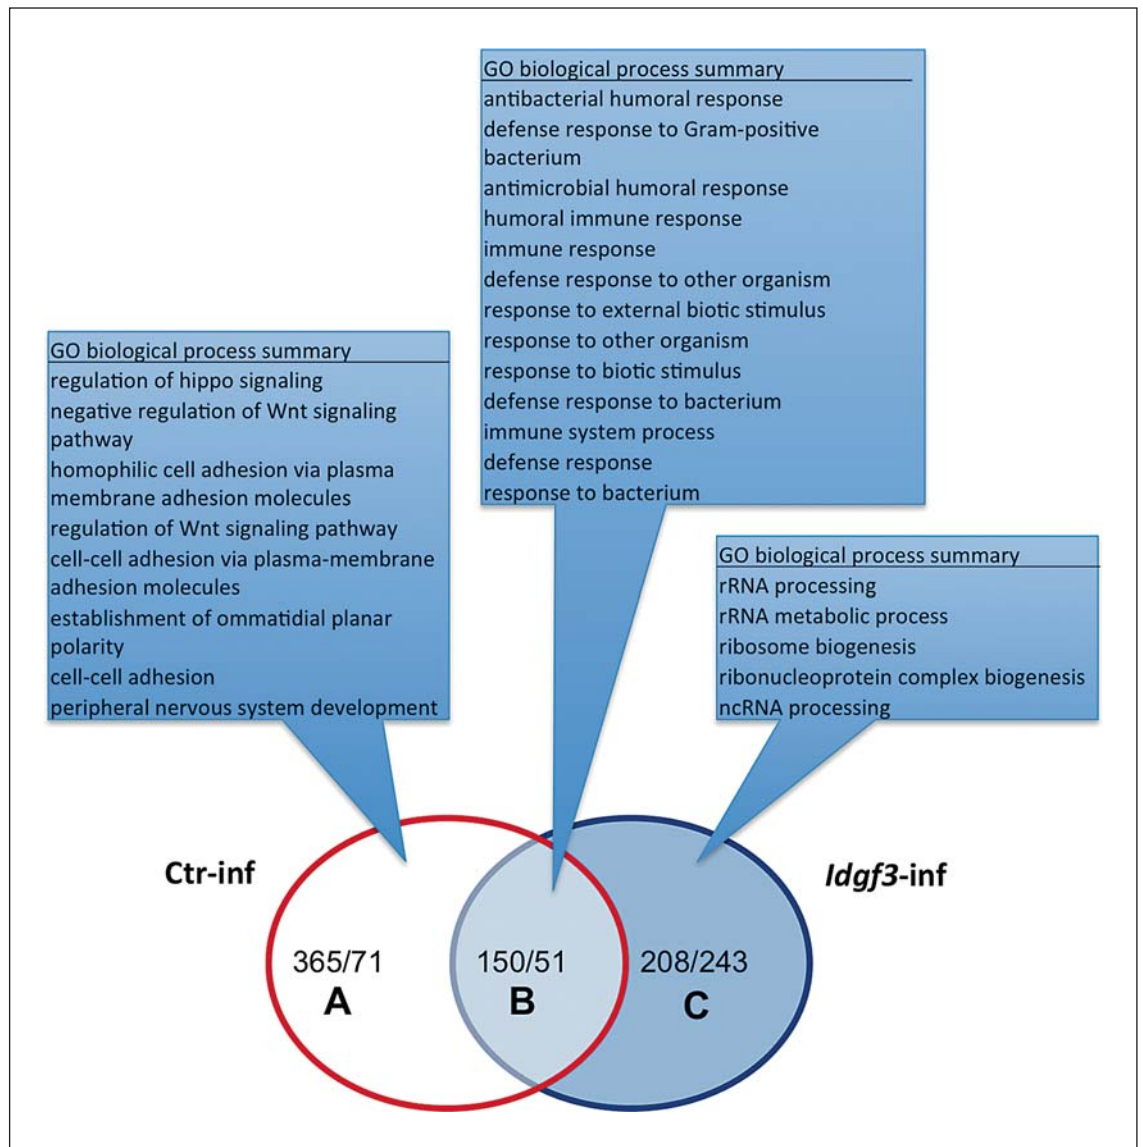 GO biological process summary
antibacterial humoral response
defense response to Gram-positive
bacterium
antimicrobial humoral response
humoral immune response
immune response
defense response to other organism
response to external biotic stimulus
response to other organism
response to biotic stimulus
defense response to bacterium
immune system process
defense response
response to bacterium
GO biological process summary
regulation of hippo signaling
negative regulation of Wnt signaling
pathway
homophilic cell adhesion via plasma
membrane adhesion molecules
regulation of Wnt signaling pathway
cell-cell adhesion via plasma-membrane
adhesion molecules
establishment of ommatidial planar
polarity
cell-cell adhesion
peripheral nervous system development
GO biological process summary
rRNA processing
rRNA metabolic process
ribosome biogenesis
ribonucleoprotein complex biogenesis
ncRNA processing
Ctr-inf
Idgf3-inf
365/71
A
150/51
B
208/243
C